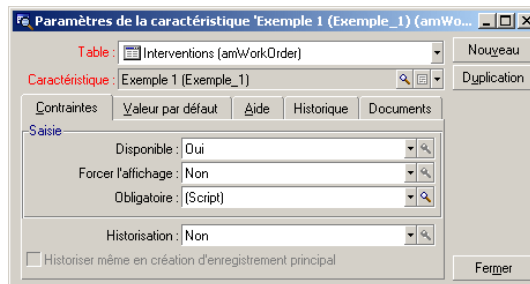 Paramètres de la caractéristique 'Exemple 1 (Exemple_1) (amWo...
Table : Interventions (amWorkOrder)
Nouveau
Caractéristique : Exemple 1 (Exemple_1)
Duplication
Contraintes Valeur par défaut Aide Historique Documents
Saisie
Disponible : Oui
Forcer l'affichage : Non
Obligatoire : (Script)
Historisation : Non
Historiser même en création d'enregistrement principal
Fermer